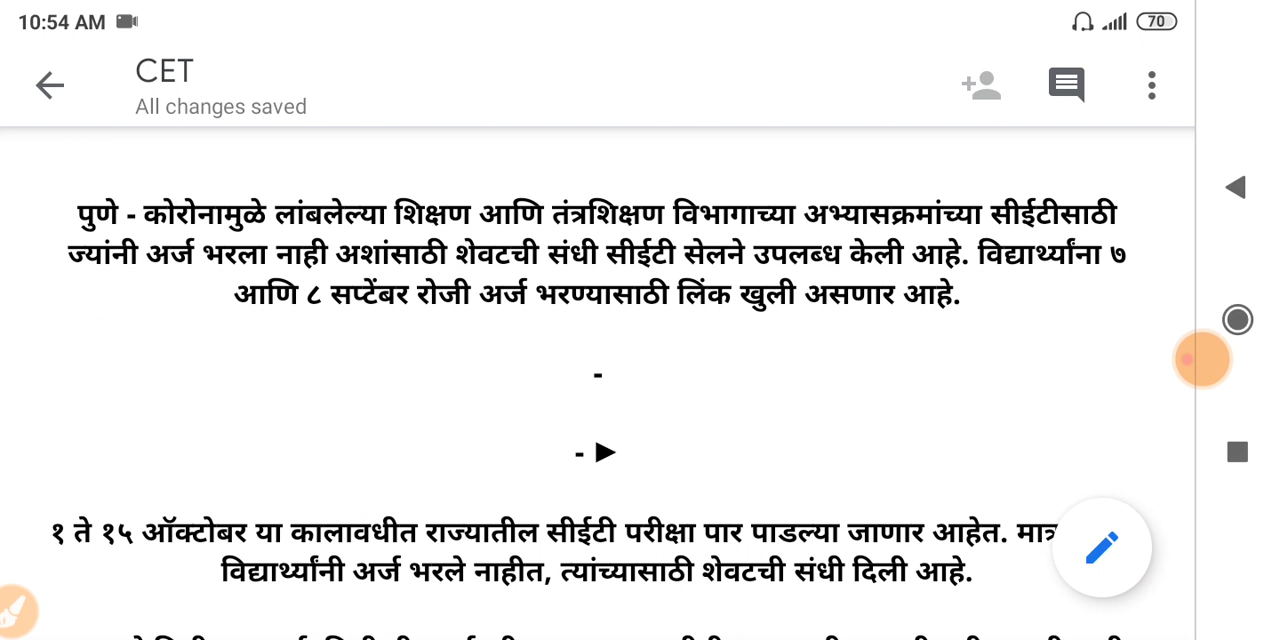 10:54 AM
70
CET
All changes saved
पुणे - कोरोनामुळे लांबलेल्या शिक्षण आणि तंत्रशिक्षण विभागाच्या अभ्यासक्रमांच्या सीईटीसाठी
ज्यांनी अर्ज भरला नाही अशांसाठी शेवटची संधी सीईटी सेलने उपलब्ध केली आहे. विद्यार्थ्यांना ७
आणि ८ सप्टेंबर रोजी अर्ज भरण्यासाठी लिंक खुली असणार आहे.
-
- ►
१ ते १५ ऑक्टोबर या कालावधीत राज्यातील सीईटी परीक्षा पार पाडल्या जाणार आहेत. मात्र
विद्यार्थ्यांनी अर्ज भरले नाहीत, त्यांच्यासाठी शेवटची संधी दिली आहे.